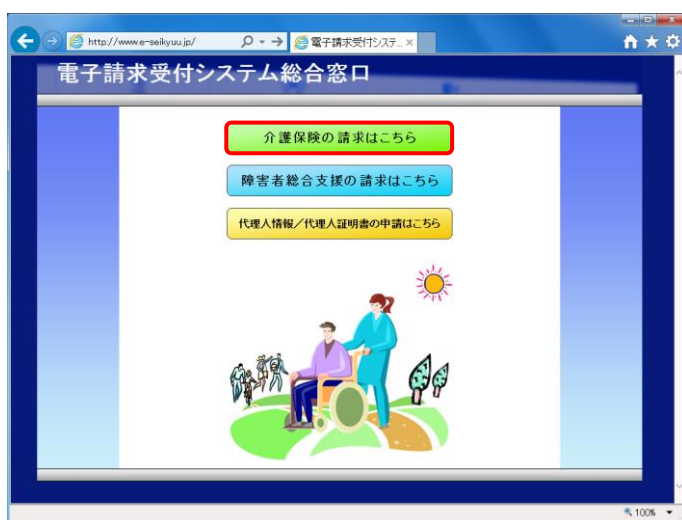 http://www.e-seikyuu.jp/
電子請求受付システ...
電子請求受付システム総合窓口
介護保険の請求はこちら
障害者総合支援の請求はこちら
代理人情報／代理人証明書の申請はこちら
100%